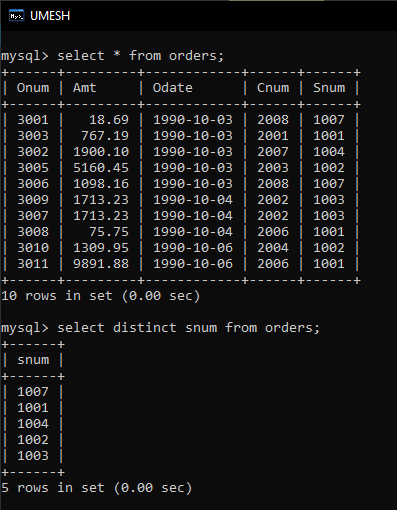 UMESH
mysql> select * from orders;
+------+---------+------------+------+------+
| Onum | Amt     | Odate      | Cnum | Snum |
+------+---------+------------+------+------+
| 3001 |   18.69 | 1990-10-03 | 2008 | 1007 |
| 3003 |  767.19 | 1990-10-03 | 2001 | 1001 |
| 3002 | 1900.10 | 1990-10-03 | 2007 | 1004 |
| 3005 | 5160.45 | 1990-10-03 | 2003 | 1002 |
| 3006 | 1098.16 | 1990-10-03 | 2008 | 1007 |
| 3009 | 1713.23 | 1990-10-04 | 2002 | 1003 |
| 3007 | 1713.23 | 1990-10-04 | 2002 | 1003 |
| 3008 |   75.75 | 1990-10-04 | 2006 | 1001 |
| 3010 | 1309.95 | 1990-10-06 | 2004 | 1002 |
| 3011 | 9891.88 | 1990-10-06 | 2006 | 1001 |
+------+---------+------------+------+------+
10 rows in set (0.00 sec)
mysql> select distinct snum from orders;
+------+
| snum |
+------+
| 1007 |
| 1001 |
| 1004 |
| 1002 |
| 1003 |
+------+
5 rows in set (0.00 sec)